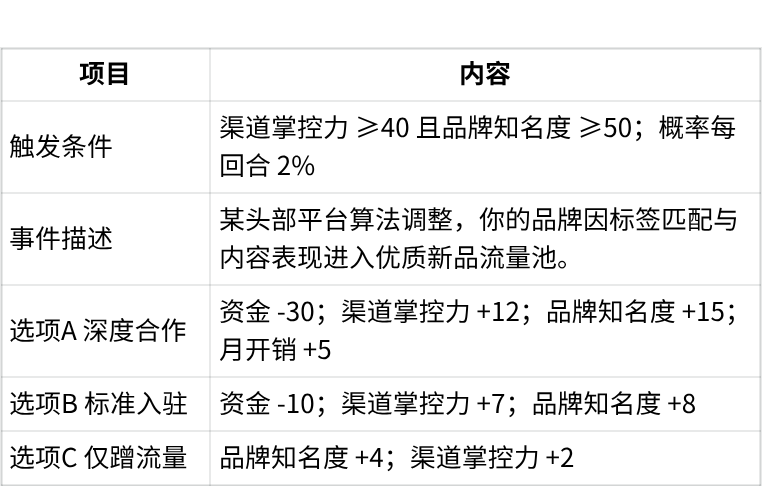 项目 内容
触发条件 渠道掌控力 ≥40 且品牌知名度 ≥50；概率每
回合 2%
事件描述 某头部平台算法调整，你的品牌因标签匹配与
内容表现进入优质新品流量池。
选项A 深度合作 资金 -30；渠道掌控力 +12；品牌知名度 +15；
月开销 +5
选项B 标准入驻 资金 -10；渠道掌控力 +7；品牌知名度 +8
选项C 仅蹭流量 品牌知名度 +4；渠道掌控力 +2